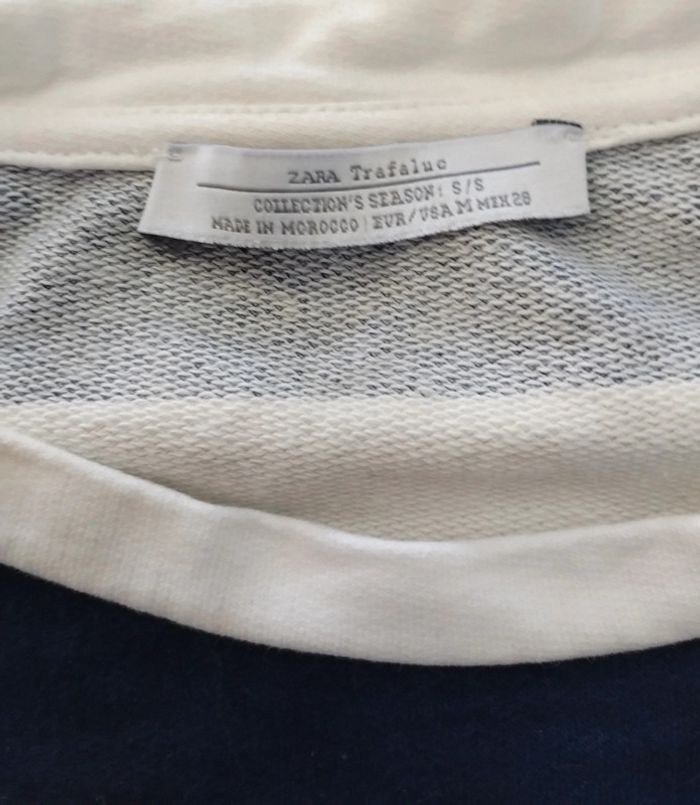 ZARA Trafaluc
COLLECTION'S SEASON: S/S
MADE IN MOROCCO | EUR/USA M MEX 28